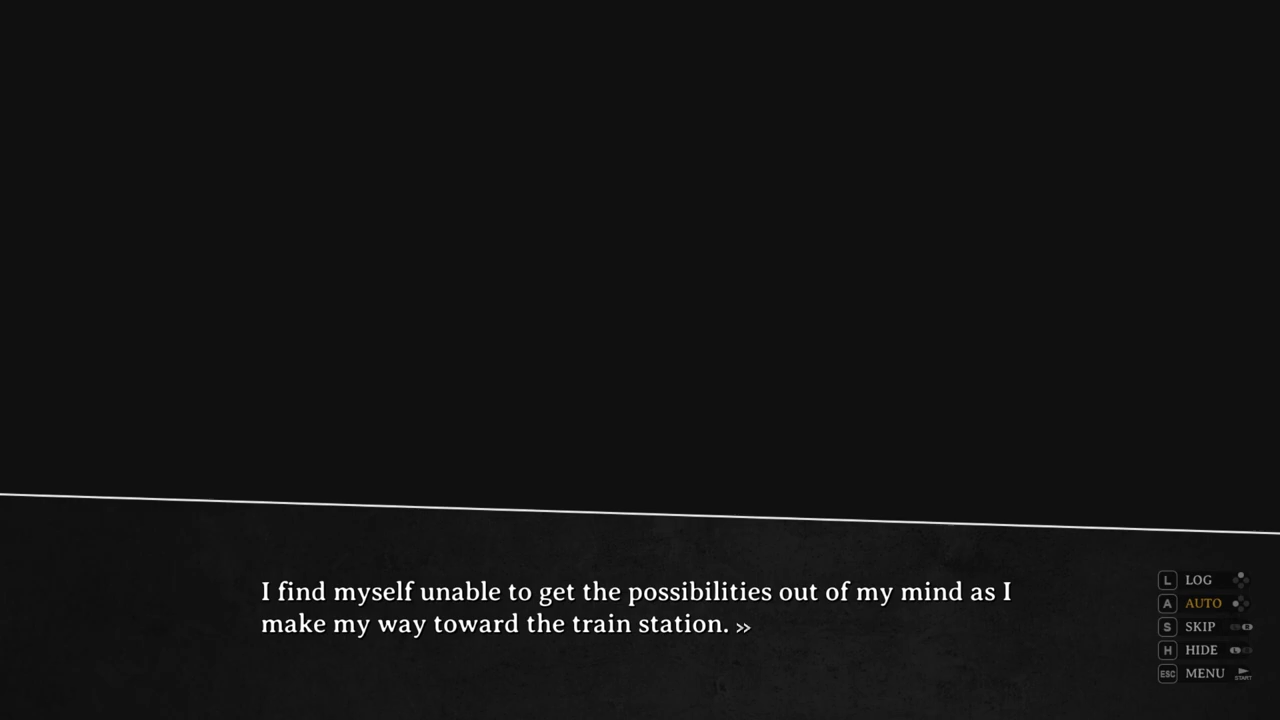 I find myself unable to get the possibilities out of my mind as I
make my way toward the train station. »
L LOG
A AUTO
S SKIP
H HIDE
ESC MENU START